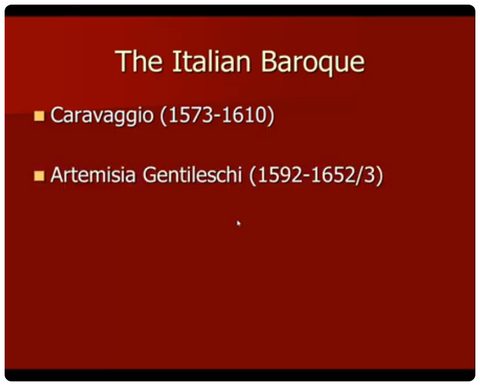 The Italian Baroque
Caravaggio (1573-1610)
Artemisia Gentileschi (1592-1652/3)